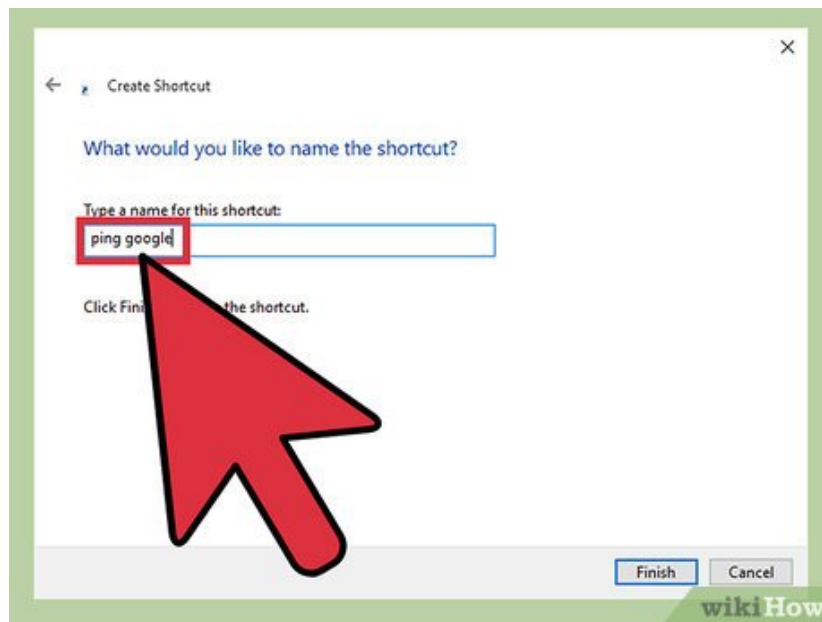 Create Shortcut
What would you like to name the shortcut?
Type a name for this shortcut:
ping google
Click the shortcut.
Finish Cancel
wikiHow